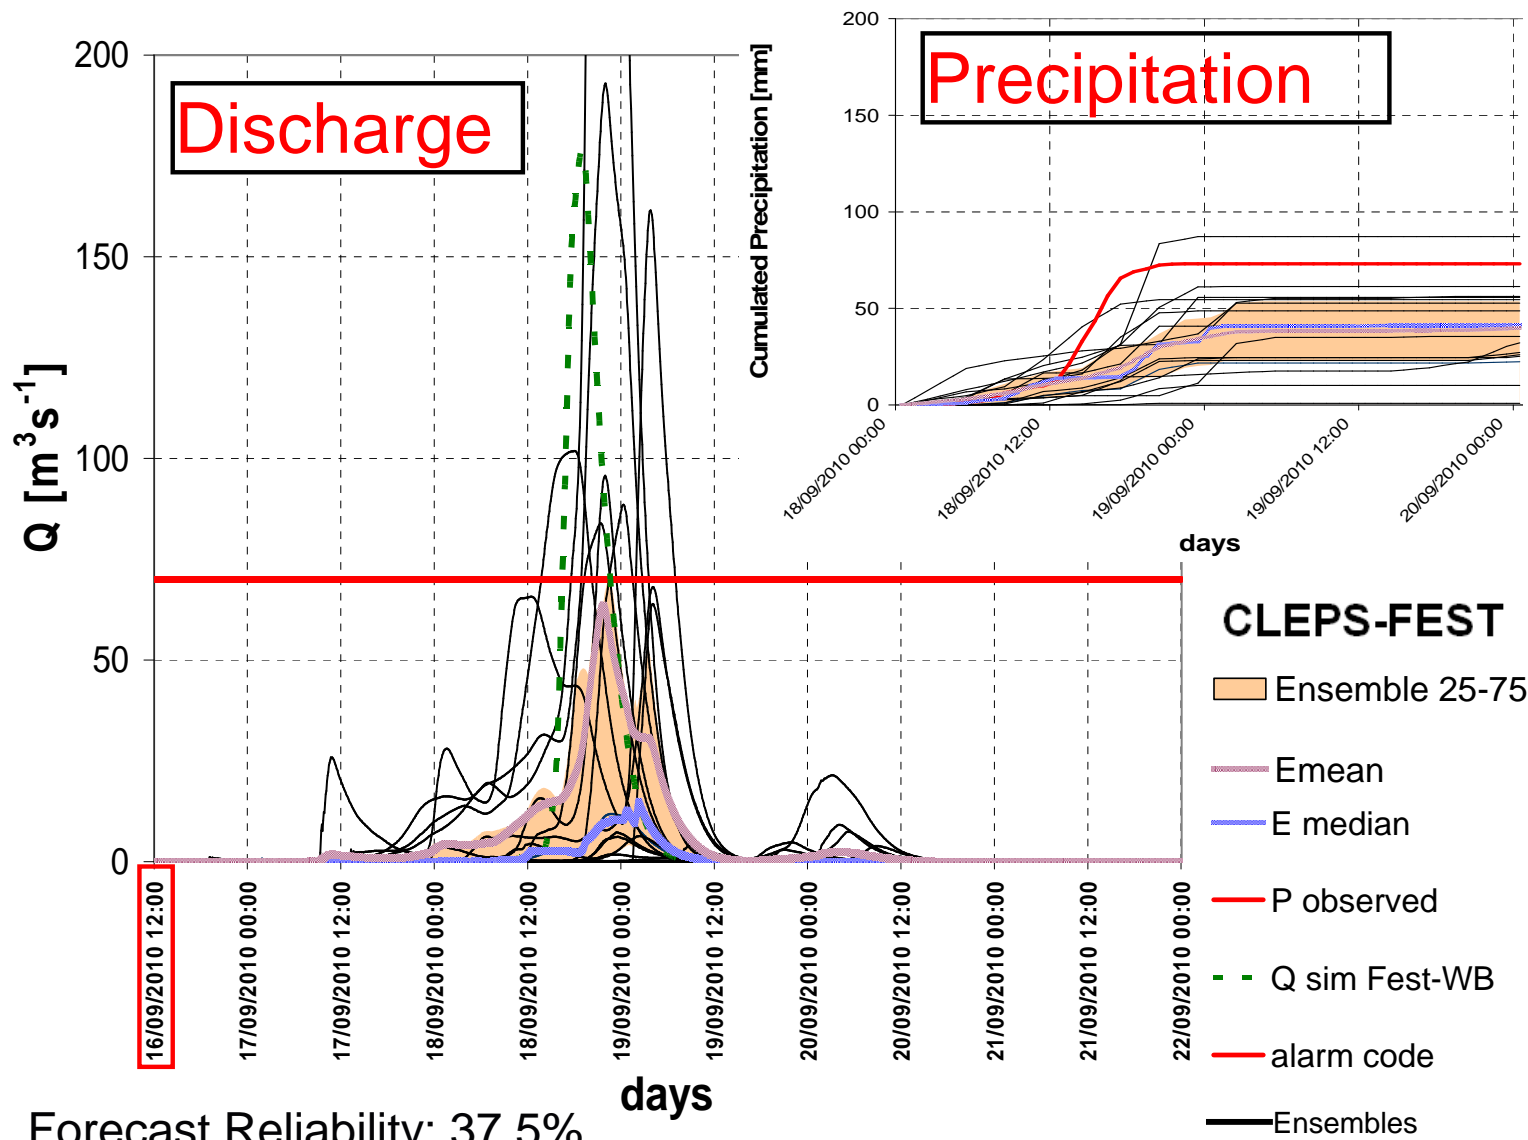 Discharge
Q [m³s⁻¹]
200
150
100
50
0
16/09/2010 12:00
17/09/2010 00:00
17/09/2010 12:00
18/09/2010 00:00
18/09/2010 12:00
19/09/2010 00:00
19/09/2010 12:00
20/09/2010 00:00
20/09/2010 12:00
21/09/2010 00:00
21/09/2010 12:00
22/09/2010 00:00
days
Precipitation
Cumulated Precipitation [mm]
200
150
100
50
0
18/09/2010 00:00
18/09/2010 12:00
19/09/2010 00:00
19/09/2010 12:00
20/09/2010 00:00
days
CLEPS-FEST
Ensemble 25-75
Emean
E median
P observed
Q sim Fest-WB
alarm code
Ensembles
Forecast Reliability: 37.5%